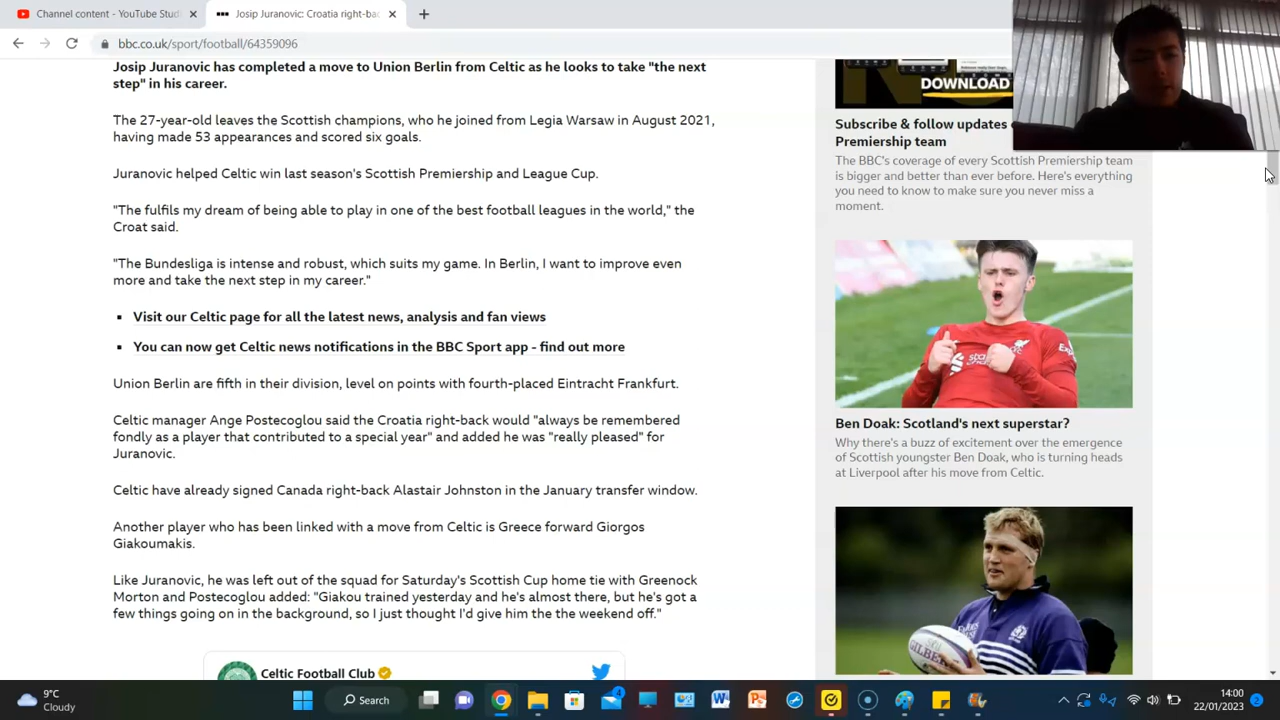 Channel content - YouTube Studi
Josip Juranovic: Croatia right-bac
bbc.co.uk/sport/football/64359096
Josip Juranovic has completed a move to Union Berlin from Celtic as he looks to take "the next
step" in his career.
The 27-year-old leaves the Scottish champions, who he joined from Legia Warsaw in August 2021,
having made 53 appearances and scored six goals.
Juranovic helped Celtic win last season's Scottish Premiership and League Cup.
"The fulfils my dream of being able to play in one of the best football leagues in the world," the
Croat said.
"The Bundesliga is intense and robust, which suits my game. In Berlin, I want to improve even
more and take the next step in my career."
Visit our Celtic page for all the latest news, analysis and fan views
You can now get Celtic news notifications in the BBC Sport app - find out more
Union Berlin are fifth in their division, level on points with fourth-placed Eintracht Frankfurt.
Celtic manager Ange Postecoglou said the Croatia right-back would "always be remembered
fondly as a player that contributed to a special year" and added he was "really pleased" for
Juranovic.
Celtic have already signed Canada right-back Alastair Johnston in the January transfer window.
Another player who has been linked with a move from Celtic is Greece forward Giorgos
Giakoumakis.
Like Juranovic, he was left out of the squad for Saturday's Scottish Cup home tie with Greenock
Morton and Postecoglou added: "Giakou trained yesterday and he's almost there, but he's got a
few things going on in the background, so I just thought I'd give him the the weekend off."
Celtic Football Club
DOWNLOAD
Subscribe & follow updates
Premiership team
The BBC's coverage of every Scottish Premiership team
is bigger and better than ever before. Here's everything
you need to know to make sure you never miss a
moment.
Ben Doak: Scotland's next superstar?
Why there's a buzz of excitement over the emergence
of Scottish youngster Ben Doak, who is turning heads
at Liverpool after his move from Celtic.
GILBERT
9°C
Cloudy
Search
4
14:00
22/01/2023